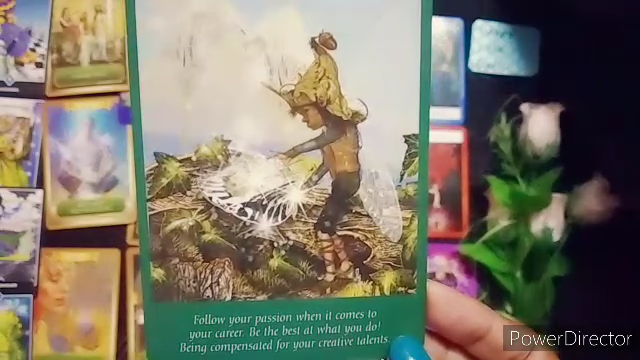 Follow your passion when it comes to
your career. Be the best at what you do!
Being compensated for your creative talents.
PowerDirector